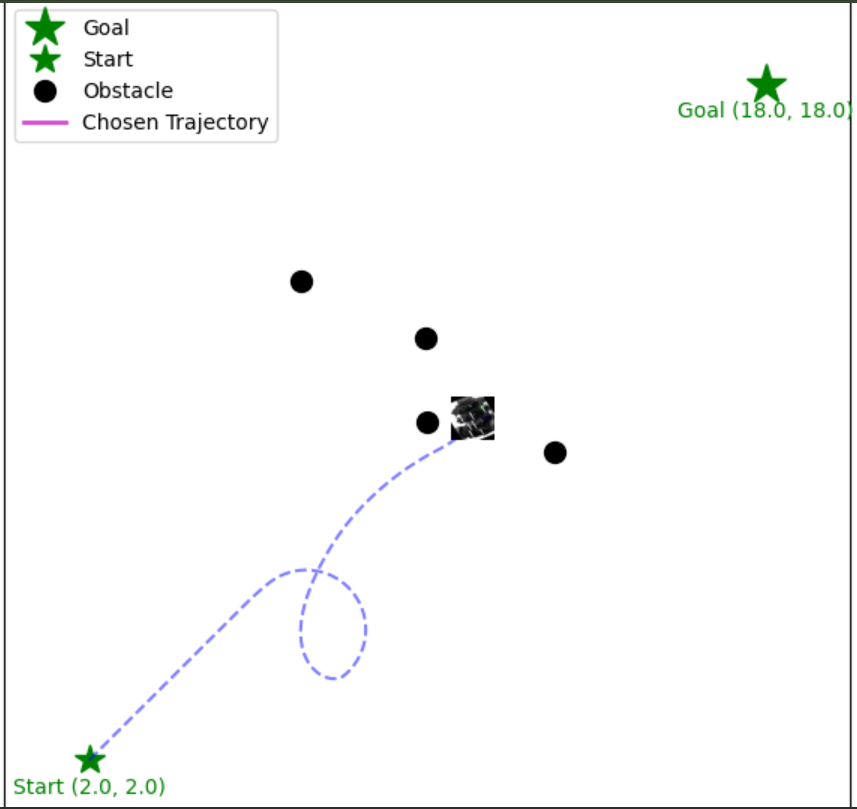 Goal
Start
Obstacle
Chosen Trajectory
Goal (18.0, 18.0)
Start (2.0, 2.0)